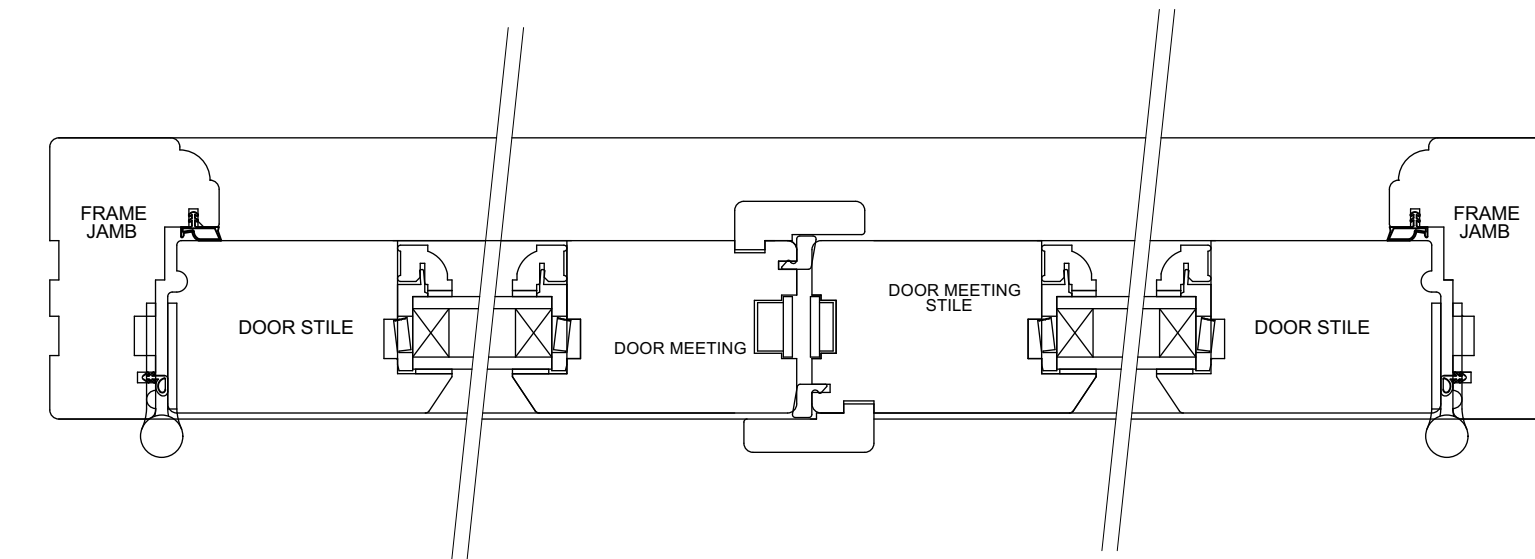 FRAME
JAMB
DOOR STILE
DOOR MEETING
DOOR MEETING
STILE
DOOR STILE
FRAME
JAMB